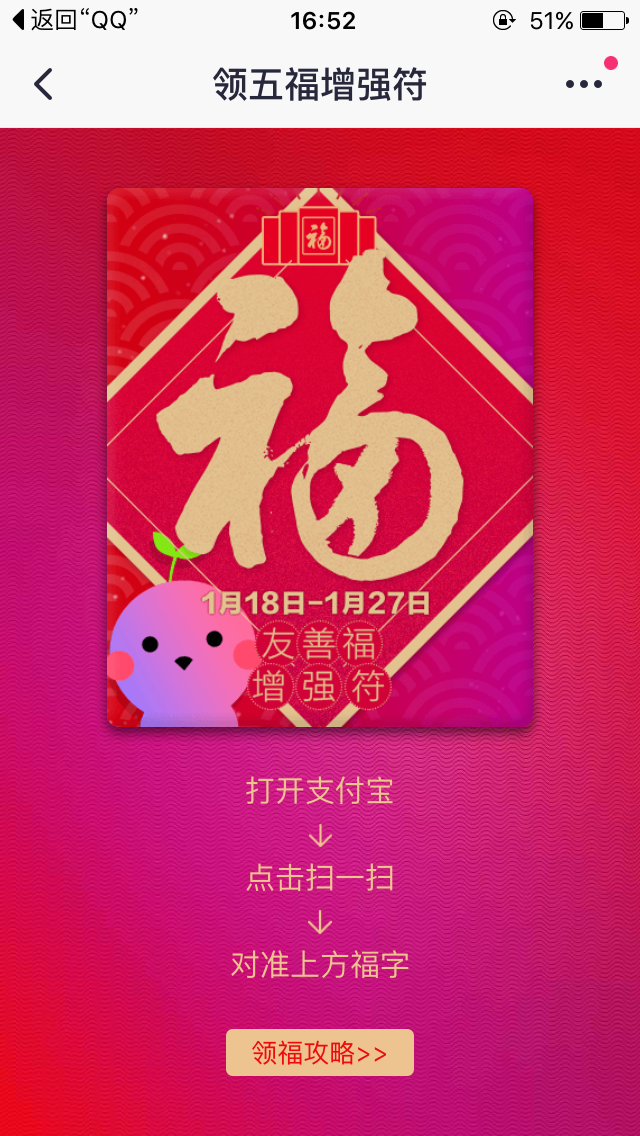 返回“QQ”
16:52
51%
领五福增强符
福
福
1月18日-1月27日
友善福
增强符
打开支付宝
↓
点击扫一扫
↓
对准上方福字
领福攻略>>